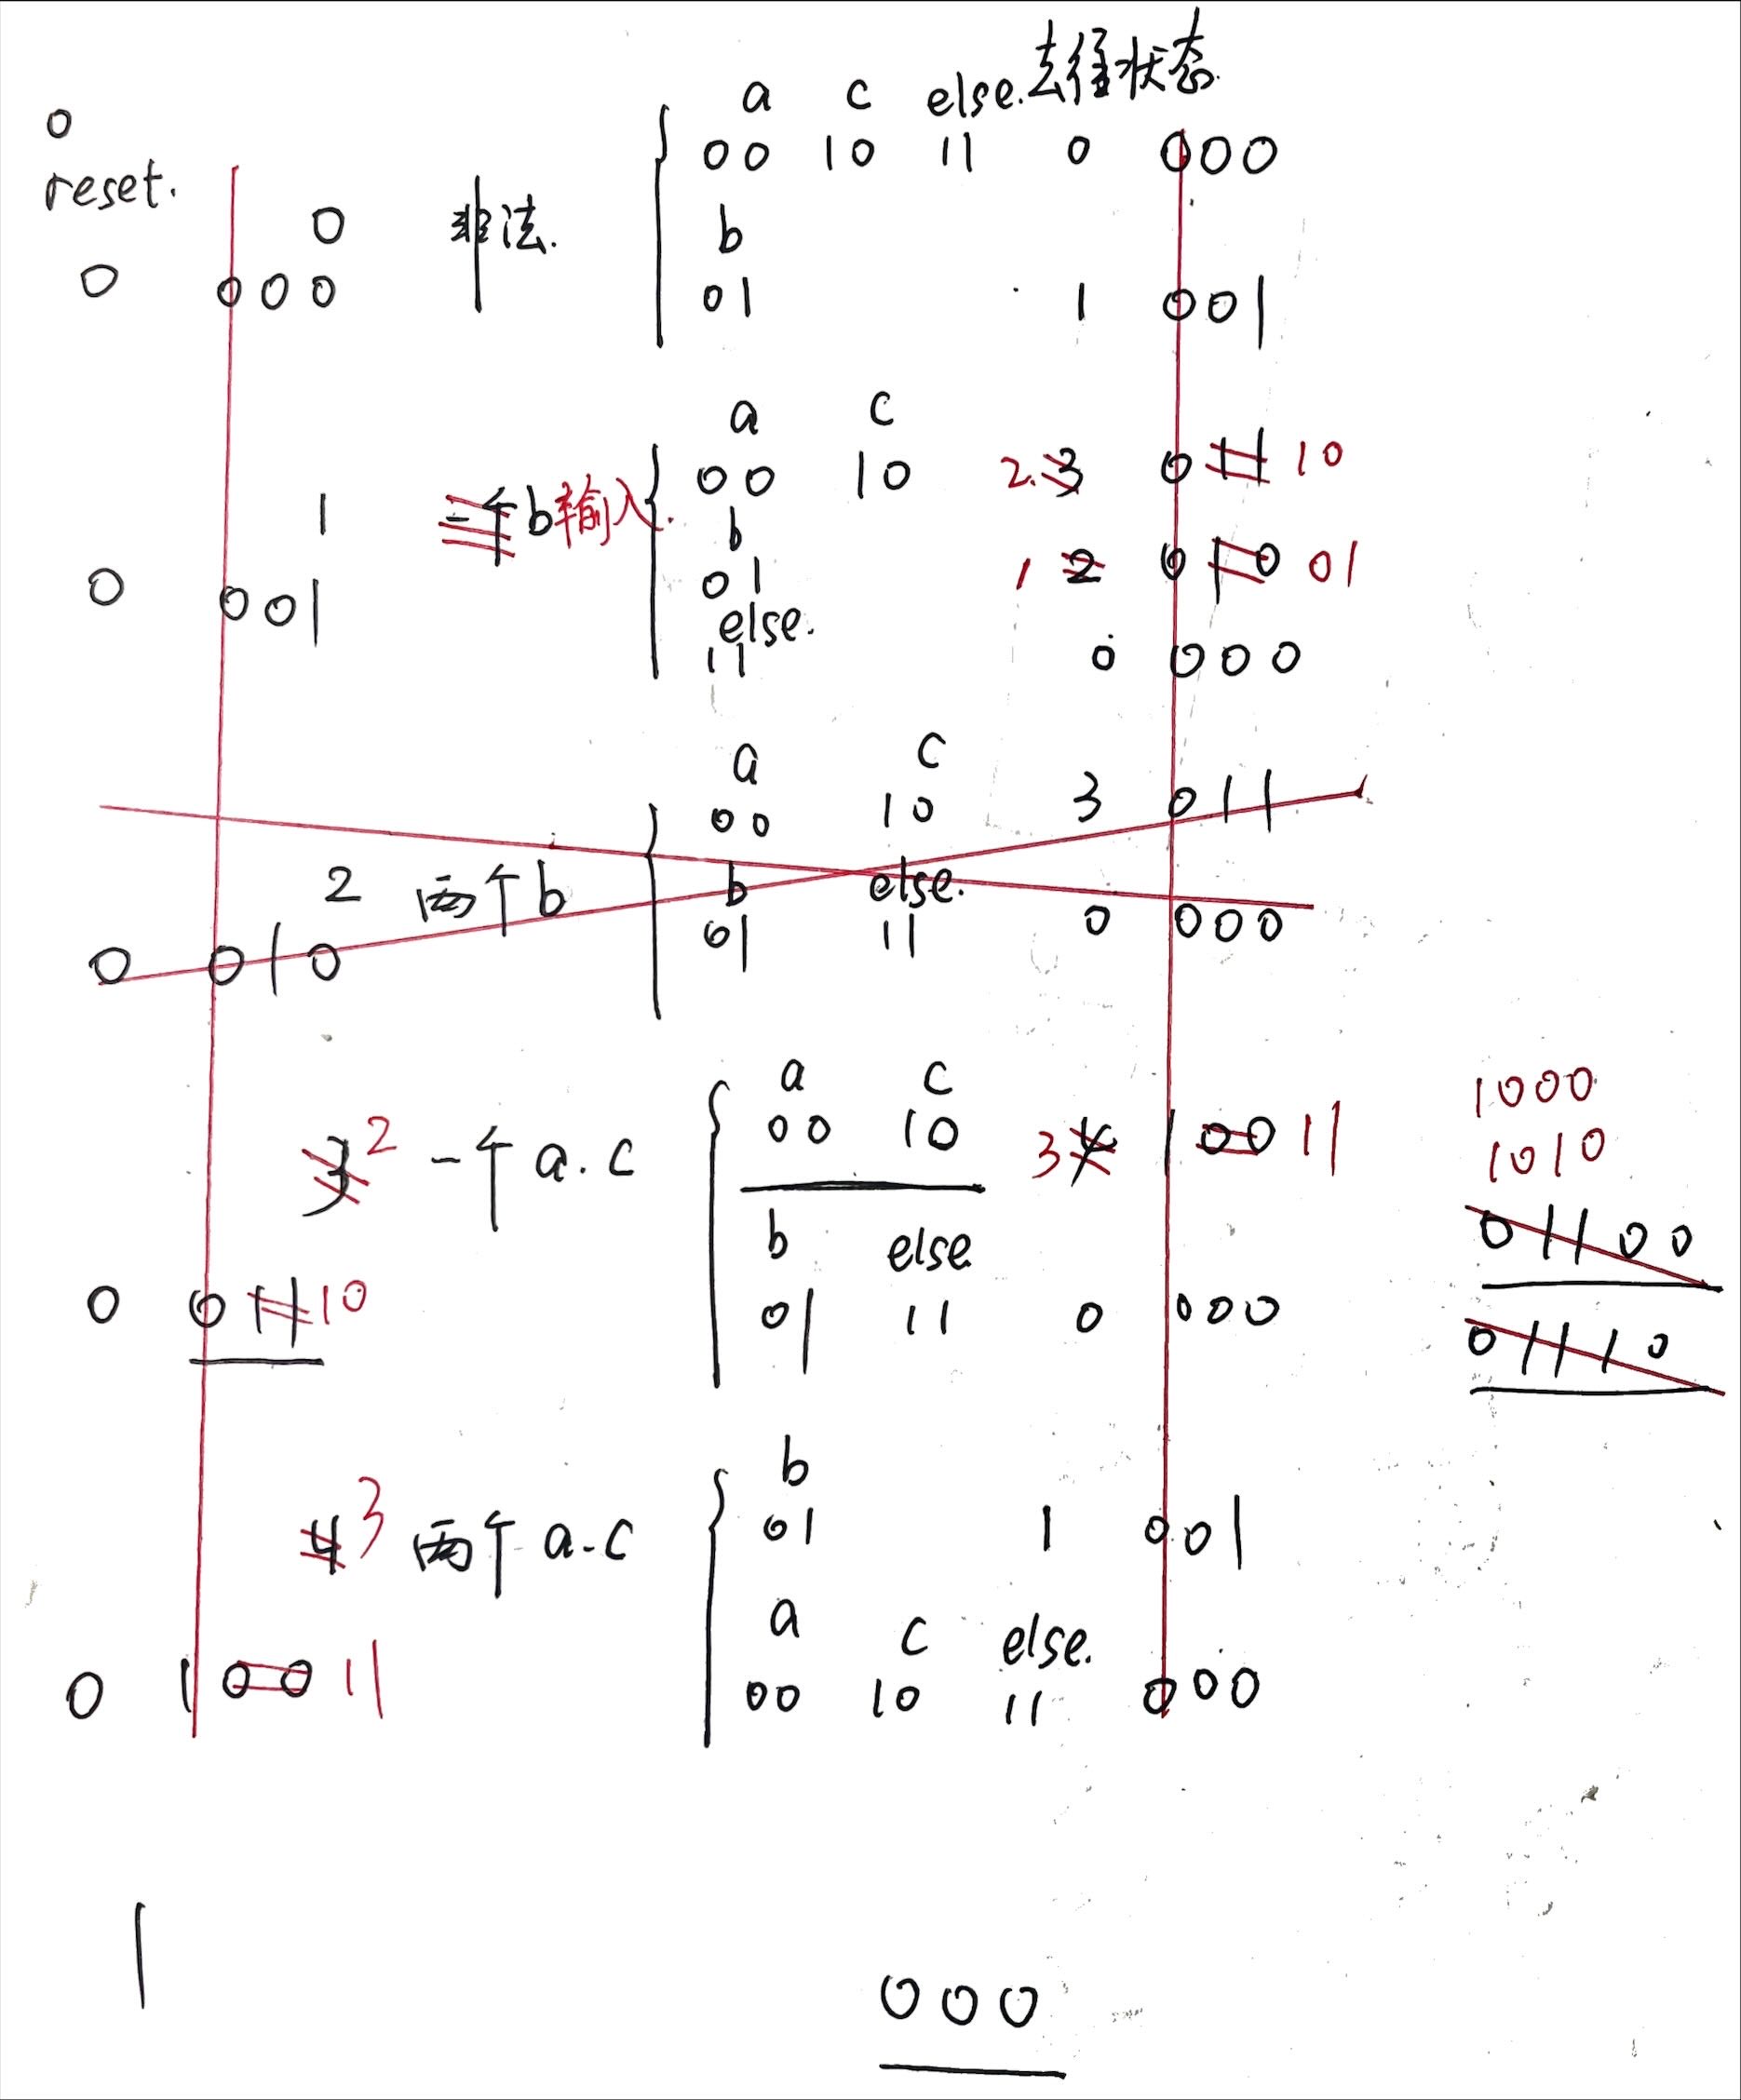 a c else. 去往状态.
0
00 10 11 0 000
reset.
0 非法. b
0 000 01 1 001
a c
00 10 2. 3 0 11 10
1 一个b输入. b
0 001 01 1 2 0 10 01
else.
11 0 000
a c
00 10 3 011
2 两个b b else.
0 010 01 11 0 000
a c
00 10 3 4 1 00 11 1000
3 2 一个 a.c 1010
b else 01100
0 0 11 10 01 11 0 000 01110
b
01 1 001
4 3 两个 a.c
a c else.
0 1 00 11 00 10 11 000
1
000